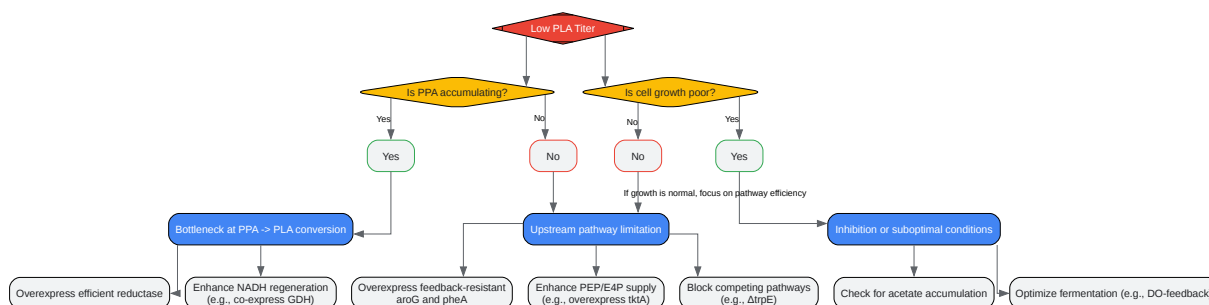 Low PLA Titer
Is PPA accumulating?
Is cell growth poor?
Yes
No
No
Yes
Yes
No
No
Yes
If growth is normal, focus on pathway efficiency
Bottleneck at PPA -> PLA conversion
Upstream pathway limitation
Inhibition or suboptimal conditions
Overexpress efficient reductase
Enhance NADH regeneration
(e.g., co-express GDH)
Overexpress feedback-resistant
aroG and pheA
Enhance PEP/E4P supply
(e.g., overexpress tktA)
Block competing pathways
(e.g., ΔtrpE)
Check for acetate accumulation
Optimize fermentation (e.g., DO-feedback